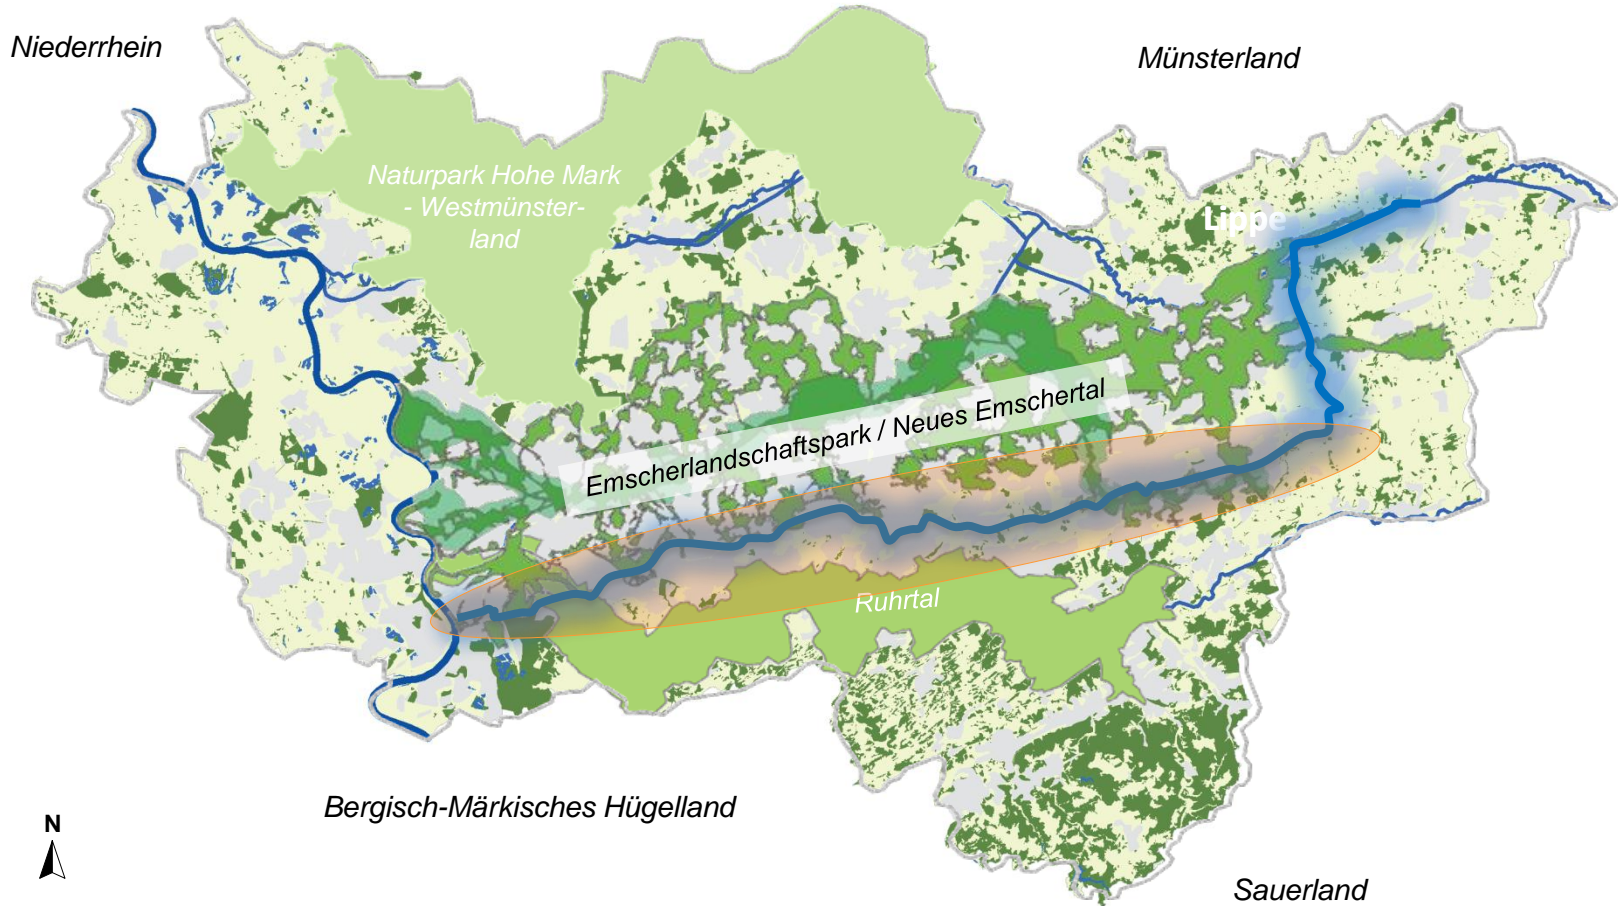 Niederrhein
Münsterland
Naturpark Hohe Mark
- Westmünster-
land
Lippe
Emscherlandschaftspark / Neues Emschertal
Ruhrtal
Bergisch-Märkisches Hügelland
N
Sauerland